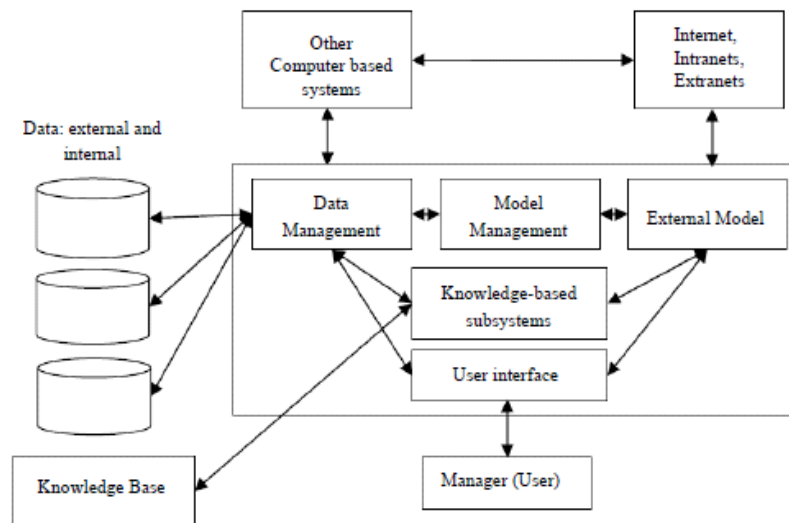 Other
Computer based
systems
Internet,
Intranets,
Extranets
Data: external and
internal
Data
Management
Model
Management
External Model
Knowledge-based
subsystems
User interface
Knowledge Base
Manager (User)